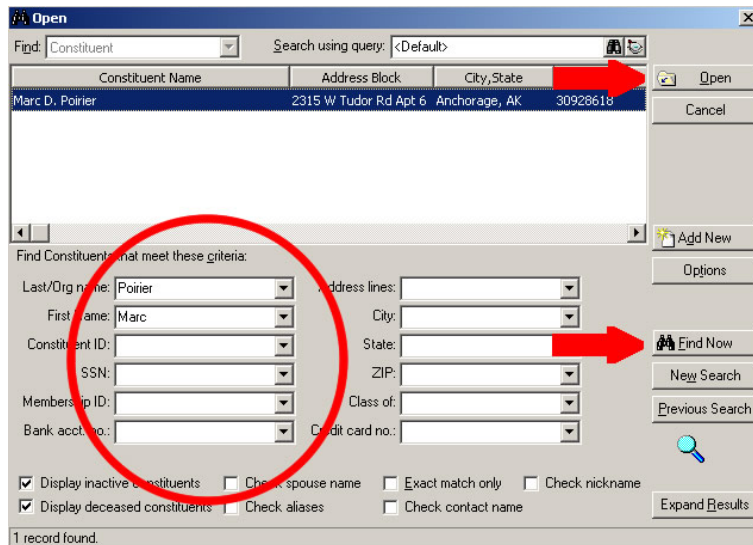 Open
Find: Constituent Search using query: <Default>
Constituent Name Address Block City,State
Open
Marc D. Poirier 2315 W Tudor Rd Apt 6 Anchorage, AK 30928618
Cancel
Add New
Find Constituents that meet these criteria:
Options
Last/Org name: Poirier Address lines:
First Name: Marc City:
Constituent ID: State:
Find Now
SSN: ZIP:
New Search
Membership ID: Class of:
Previous Search
Bank acct. no.: Credit card no.:
Display inactive constituents Check spouse name Exact match only Check nickname
Display deceased constituents Check aliases Check contact name
Expand Results
1 record found.